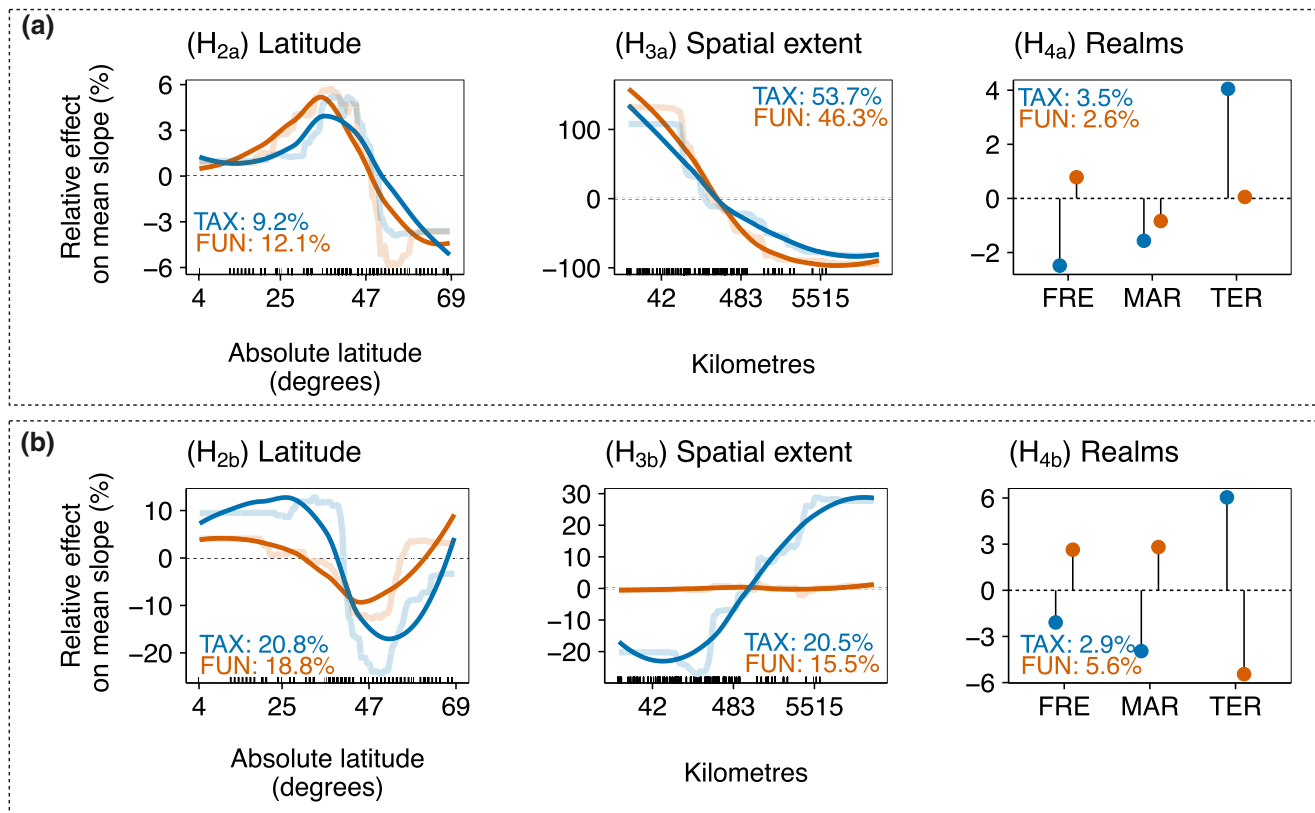 (a)
(H2a) Latitude
(H3a) Spatial extent
(H4a) Realms
Relative effect
on mean slope (%)
6
3
0
−3
−6
TAX: 9.2%
FUN: 12.1%
4 25 47 69
Absolute latitude
(degrees)
100
0
−100
TAX: 53.7%
FUN: 46.3%
42 483 5515
Kilometres
4
2
0
−2
TAX: 3.5%
FUN: 2.6%
FRE MAR TER
(b)
(H2b) Latitude
(H3b) Spatial extent
(H4b) Realms
Relative effect
on mean slope (%)
10
0
−10
−20
TAX: 20.8%
FUN: 18.8%
4 25 47 69
Absolute latitude
(degrees)
30
20
10
0
−10
−20
TAX: 20.5%
FUN: 15.5%
42 483 5515
Kilometres
6
3
0
−3
−6
TAX: 2.9%
FUN: 5.6%
FRE MAR TER